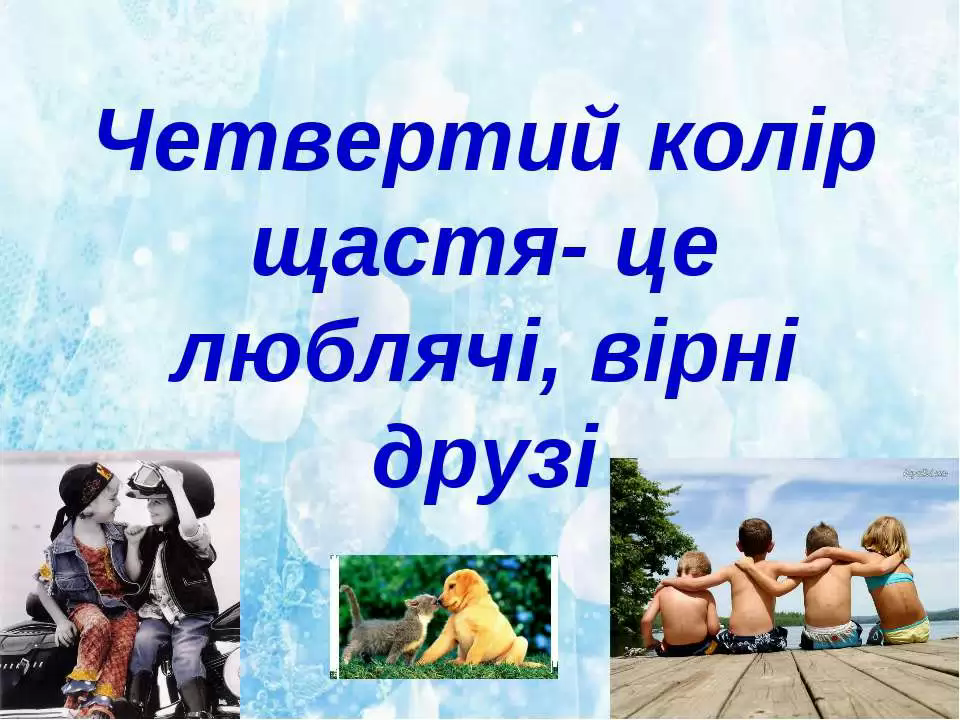 Четвертий колір
щастя- це
люблячі, вірні
друзі